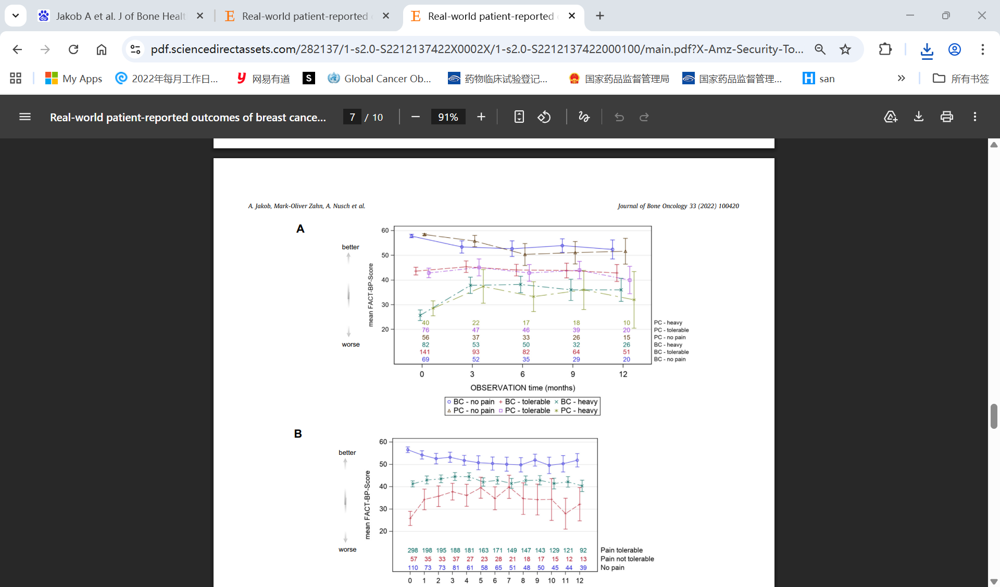 Jakob A et al. J of Bone Healt
Real-world patient-reported
Real-world patient-reported
pdf.sciencedirectassets.com/282137/1-s2.0-S2212137422X0002X/1-s2.0-S2212137422000100/main.pdf?X-Amz-Security-To...
My Apps
2022年每月工作日...
网易有道
S
Global Cancer Ob...
药物临床试验登记...
国家药品监督管理局
国家药品监督管理...
H san
所有书签
Real-world patient-reported outcomes of breast cance...
7 / 10
91%
A. Jakob, Mark-Oliver Zahn, A. Nusch et al.
Journal of Bone Oncology 33 (2022) 100420
A
better
worse
mean FACT-BP-Score
60
50
40
30
20
40 22 17 18 10 PC - heavy
76 47 46 39 20 PC - tolerable
56 37 33 26 15 PC - no pain
82 53 50 32 26 BC - heavy
141 93 82 64 51 BC - tolerable
69 52 35 29 20 BC - no pain
0 3 6 9 12
OBSERVATION time (months)
BC - no pain BC - tolerable BC - heavy
PC - no pain PC - tolerable PC - heavy
B
better
worse
mean FACT-BP-Score
60
50
40
30
20
298 198 195 188 181 163 171 149 147 143 129 121 92 Pain tolerable
57 35 33 37 27 23 28 21 18 17 15 12 13 Pain not tolerable
110 73 73 81 61 58 65 51 48 50 45 44 39 No pain
0 1 2 3 4 5 6 7 8 9 10 11 12